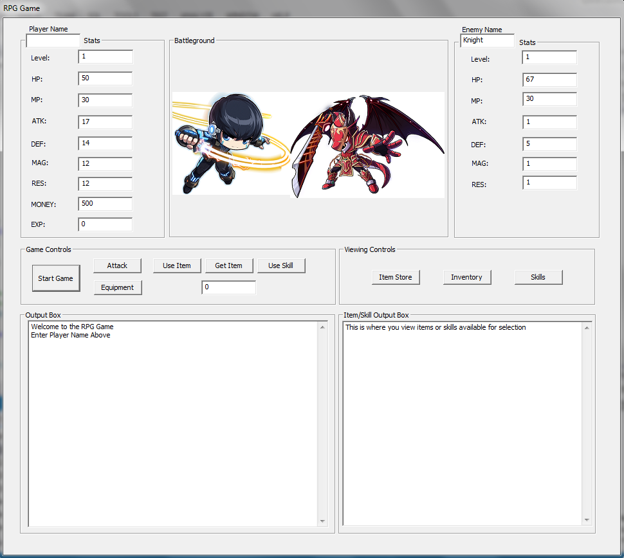 RPG Game
Player Name
Stats
Level: 1
HP: 50
MP: 30
ATK: 17
DEF: 14
MAG: 12
RES: 12
MONEY: 500
EXP: 0
Battleground
Enemy Name
Knight
Stats
Level: 1
HP: 67
MP: 30
ATK: 1
DEF: 5
MAG: 1
RES: 1
Game Controls
Start Game
Attack
Use Item
Get Item
Use Skill
Equipment
0
Viewing Controls
Item Store
Inventory
Skills
Output Box
Welcome to the RPG Game
Enter Player Name Above
Item/Skill Output Box
This is where you view items or skills available for selection